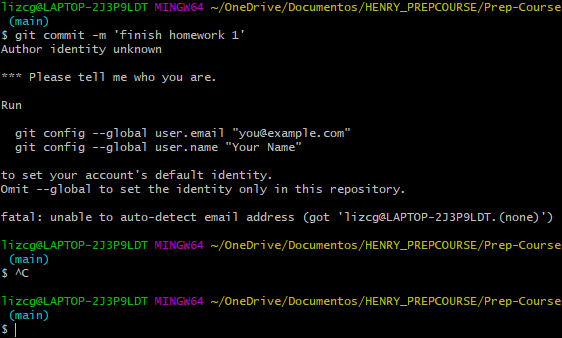 lizcg@LAPTOP-2J3P9LDT MINGW64 ~/OneDrive/Documentos/HENRY_PREPCOURSE/Prep-Course
(main)
$ git commit -m 'finish homework 1'
Author identity unknown
*** Please tell me who you are.
Run
git config --global user.email "you@example.com"
git config --global user.name "Your Name"
to set your account's default identity.
Omit --global to set the identity only in this repository.
fatal: unable to auto-detect email address (got 'lizcg@LAPTOP-2J3P9LDT.(none)')
lizcg@LAPTOP-2J3P9LDT MINGW64 ~/OneDrive/Documentos/HENRY_PREPCOURSE/Prep-Course
(main)
$ ^C
lizcg@LAPTOP-2J3P9LDT MINGW64 ~/OneDrive/Documentos/HENRY_PREPCOURSE/Prep-Course
(main)
$